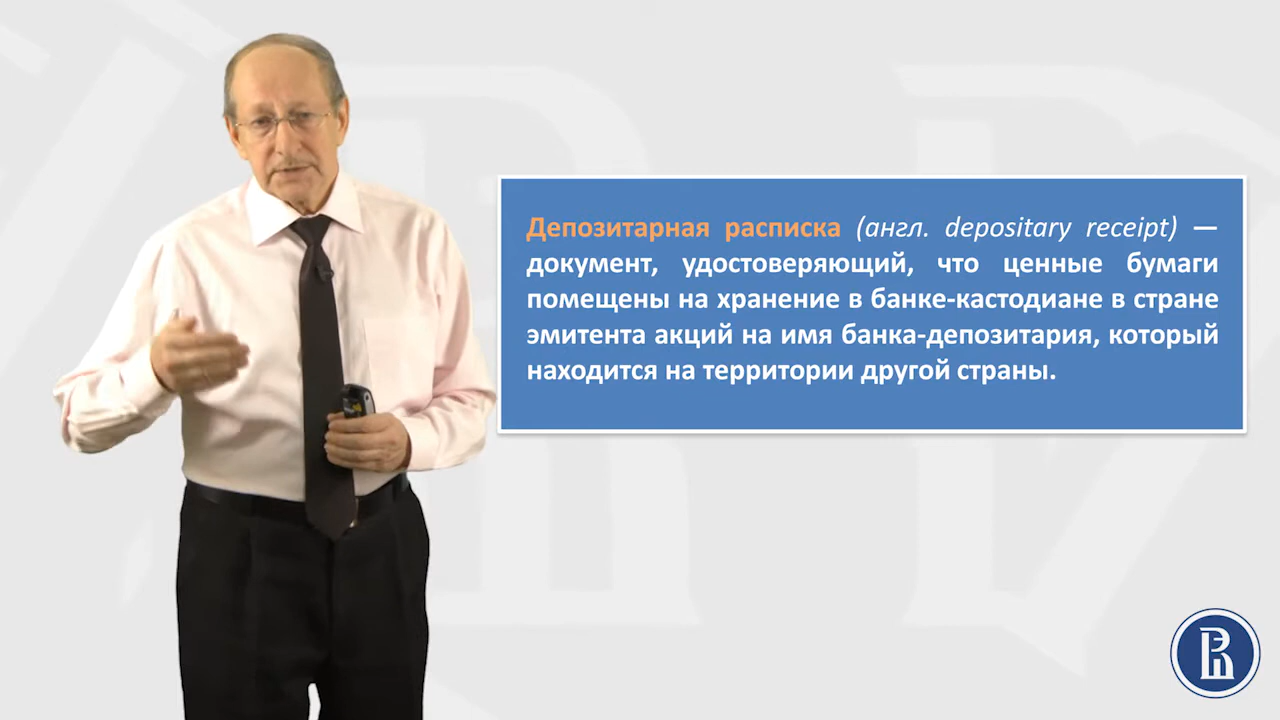 Депозитарная расписка (англ. depositary receipt) —
документ, удостоверяющий, что ценные бумаги
помещены на хранение в банке-кастодиане в стране
эмитента акций на имя банка-депозитария, который
находится на территории другой страны.